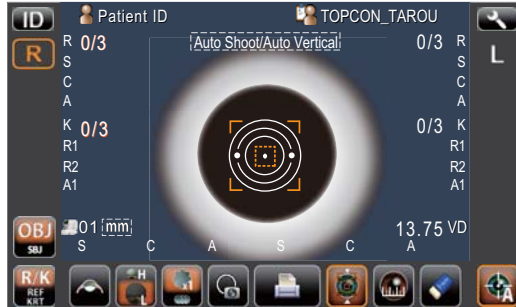 ID Patient ID TOPCON_TAROU
R R 0/3 Auto Shoot/Auto Vertical 0/3 R L
S S
C C
A A
K 0/3 0/3 K
R1 R1
R2 R2
A1 A1
OBJ SBJ 01 mm 13.75 VD
S C A S C A
R/K REF KRT H L x1 A